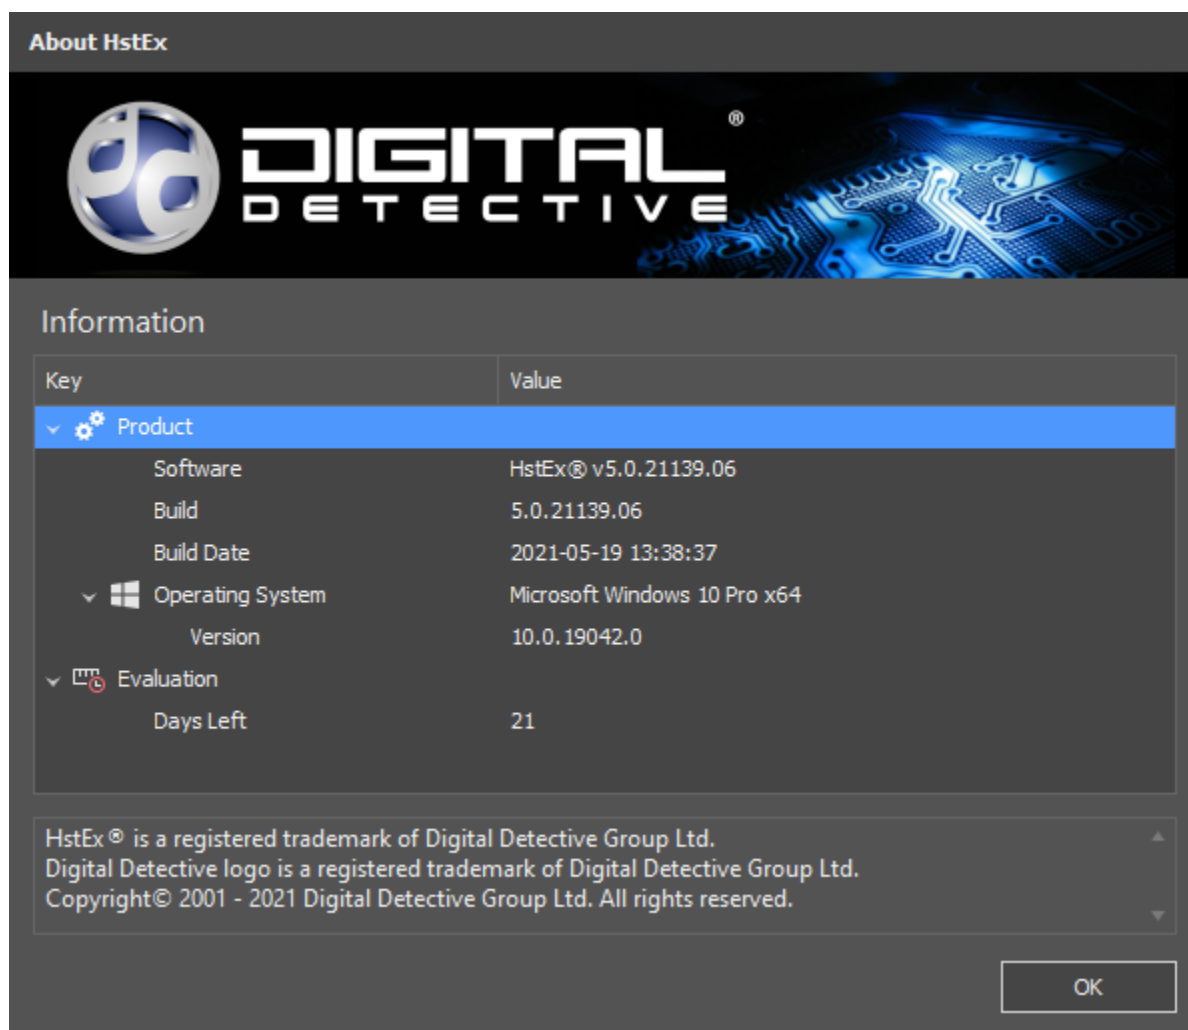 About HstEx
DIGITAL ®
DETECTIVE
Information
Key Value
Product
Software HstEx® v5.0.21139.06
Build 5.0.21139.06
Build Date 2021-05-19 13:38:37
Operating System Microsoft Windows 10 Pro x64
Version 10.0.19042.0
Evaluation
Days Left 21
HstEx® is a registered trademark of Digital Detective Group Ltd.
Digital Detective logo is a registered trademark of Digital Detective Group Ltd.
Copyright© 2001 - 2021 Digital Detective Group Ltd. All rights reserved.
OK